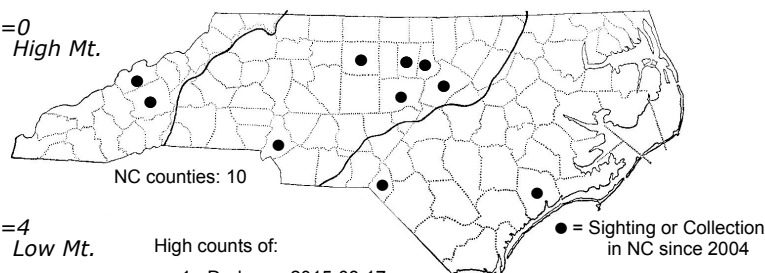 =0
High Mt.
NC counties: 10
=4
Low Mt.
High counts of:
● = Sighting or Collection
in NC since 2004